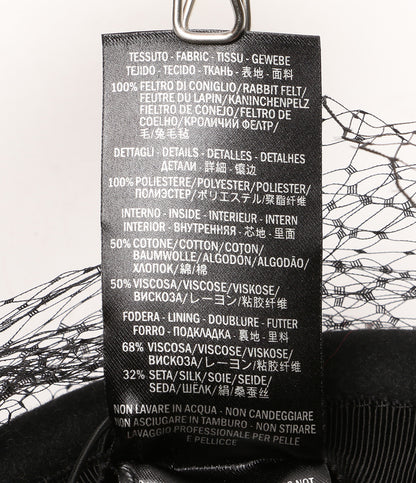 TESSUTO - FABRIC - TISSU - GEWEBE
TEJIDO - TECIDO - ТКАНЬ - 表地 - 面料
100% FELTRO DI CONIGLIO/RABBIT FELT/
FEUTRE DU LAPIN/KANINCHENPELZ
FIELTRO DE CONEJO/FELTRO DE
COELHO/КРОЛИЧИЙ ФЕЛТР/
毛/兔毛毡
DETTAGLI - DETAILS - DETALLES - DETALHES
ДЕТАЛИ - 詳細 - 镶边
100% POLIESTERE/POLYESTER/POLIESTER/
ПОЛИЭСТЕР/ポリエステル/聚酯纤维
INTERNO - INSIDE - INTERIEUR - INTERN
INTERIOR - ВНУТРЕННЯЯ - 芯地 - 里面
50% COTONE/COTTON/COTON/
BAUMWOLLE/ALGODÓN/ALGODÃO/
ХЛОПОК/綿/棉
50% VISCOSA/VISCOSE/VISKOSE/
ВИСКОЗА/レーヨン/粘胶纤维
FODERA - LINING - DOUBLURE - FUTTER
FORRO - ПОДКЛАДКА - 裏地 - 里料
68% VISCOSA/VISCOSE/VISKOSE/
ВИСКОЗА/レーヨン/粘胶纤维
32% SETA/SILK/SOIE/SEIDE/
SEDA/ШЁЛК/絹/桑蚕丝
NON LAVARE IN ACQUA - NON CANDEGGIARE
NON ASCIUGARE IN TAMBURO - NON STIRARE
LAVAGGIO PROFESSIONALE PER PELLE
E PELLICCE
NOT